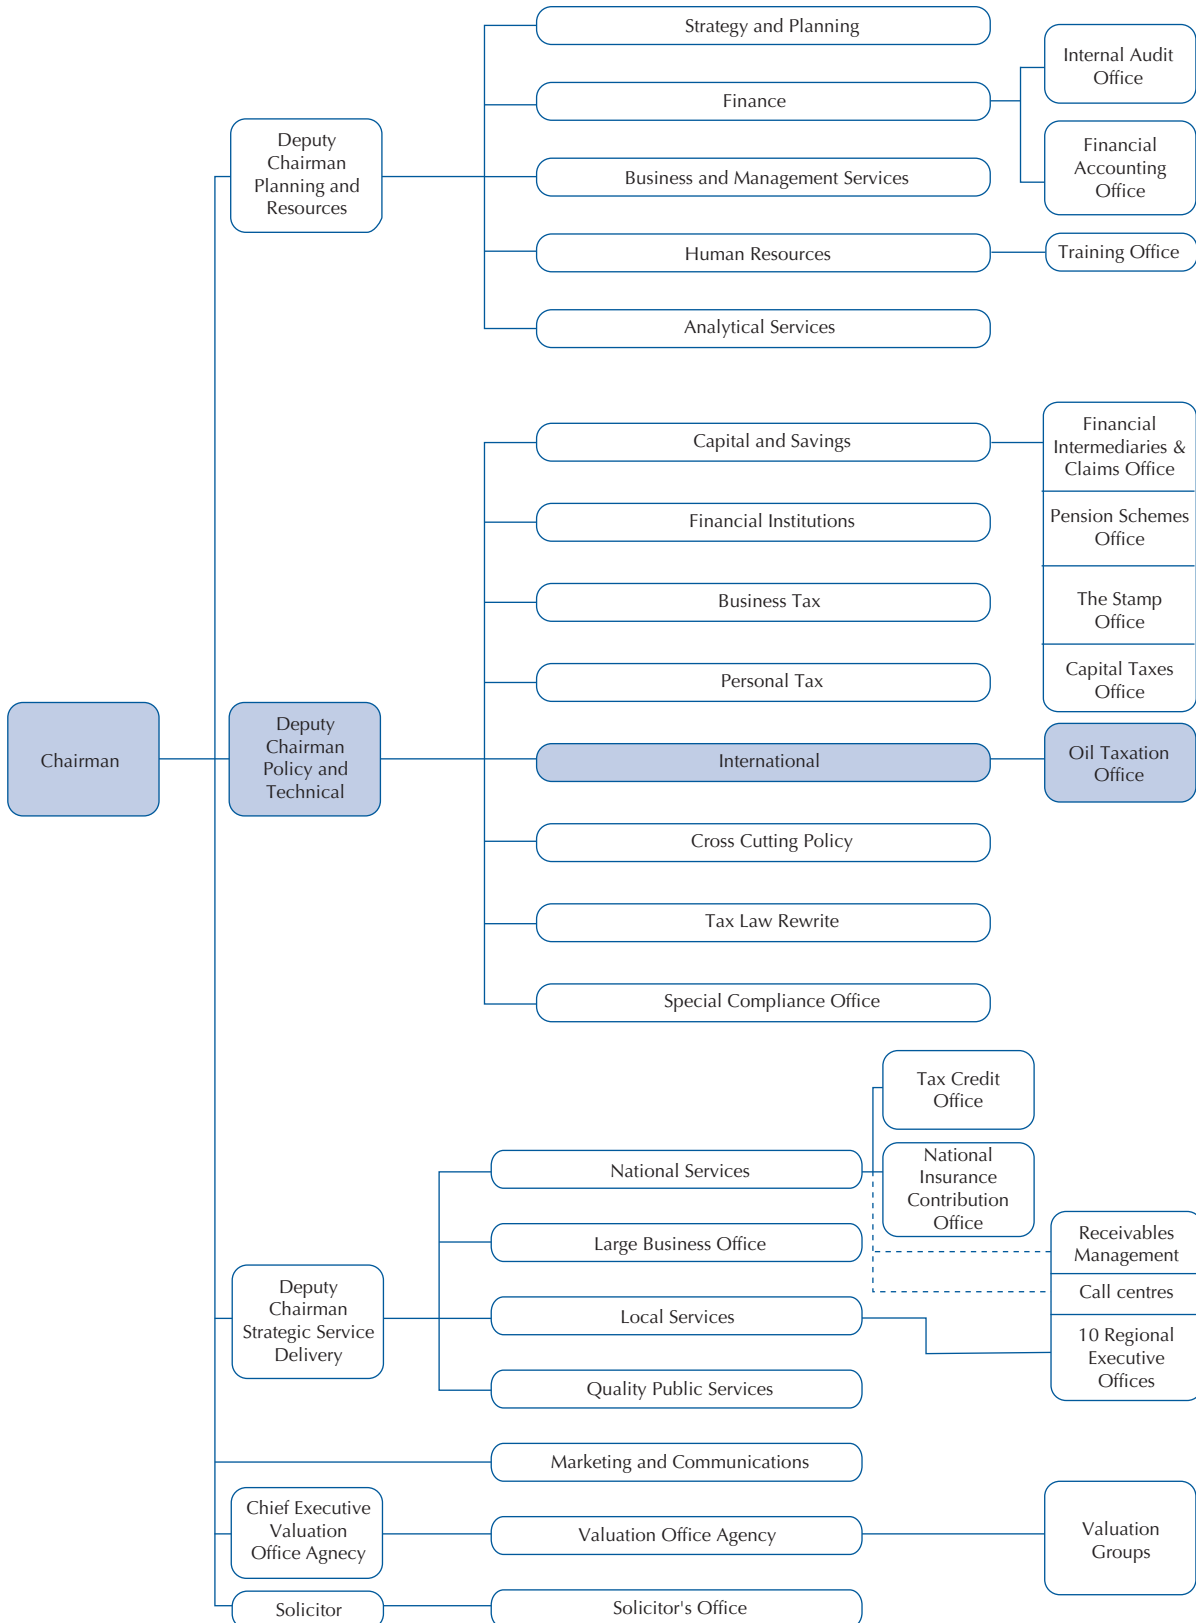 Strategy and Planning
Internal Audit
Office
Finance
Deputy
Chairman
Planning and
Resources
Financial
Accounting
Office
Business and Management Services
Human Resources
Training Office
Analytical Services
Capital and Savings
Financial
Intermediaries &
Claims Office
Financial Institutions
Pension Schemes
Office
Business Tax
The Stamp
Office
Personal Tax
Capital Taxes
Office
Chairman
Deputy
Chairman
Policy and
Technical
International
Oil Taxation
Office
Cross Cutting Policy
Tax Law Rewrite
Special Compliance Office
Tax Credit
Office
National Services
National
Insurance
Contribution
Office
Large Business Office
Receivables
Management
Deputy
Chairman
Strategic Service
Delivery
Call centres
Local Services
10 Regional
Executive
Offices
Quality Public Services
Marketing and Communications
Chief Executive
Valuation
Office Agnecy
Valuation Office Agency
Valuation
Groups
Solicitor
Solicitor's Office